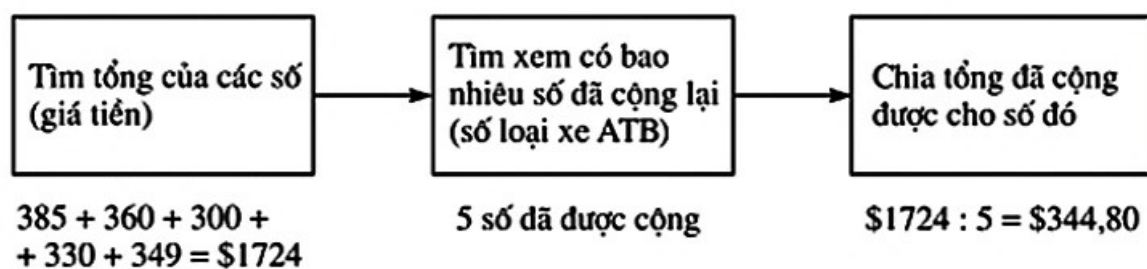 Tìm tổng của các số
(giá tiền)
Tìm xem có bao
nhiêu số đã cộng lại
(số loại xe ATB)
Chia tổng đã cộng
được cho số đó
385 + 360 + 300 +
+ 330 + 349 = $1724
5 số dã được cộng
$1724 : 5 = $344,80